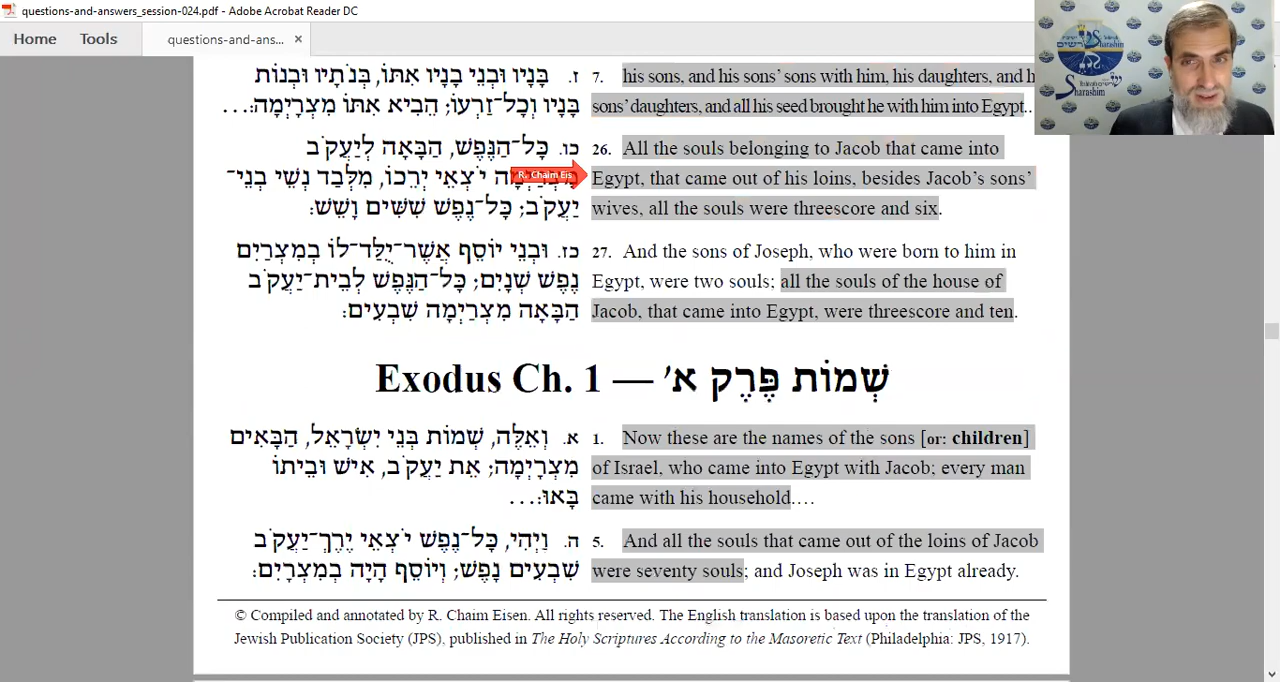 questions-and-answers_session-024.pdf - Adobe Acrobat Reader DC
Home Tools questions-and-ans... ×
ז. בָּנָיו וּבְנֵי בָנָיו אִתּוֹ, בְּנֹתָיו וּבְנוֹת
בָּנָיו וְכׇל־זַרְעוֹ; הֵבִיא אִתּוֹ מִצְרָיְמָה:...
7. his sons, and his sons' sons with him, his daughters, and h
sons' daughters, and all his seed brought he with him into Egypt..
כו. כׇּל־הַנֶּפֶשׁ, הַבָּאָה לְיַעֲקֹב
יֹצְאֵי יְרֵכוֹ, מִלְּבַד נְשֵׁי בְנֵי־
יַעֲקֹב; כׇּל־נֶפֶשׁ שִׁשִּׁים וָשֵׁשׁ:
R. Chaim Eis
26. All the souls belonging to Jacob that came into
Egypt, that came out of his loins, besides Jacob's sons'
wives, all the souls were threescore and six.
כז. וּבְנֵי יוֹסֵף אֲשֶׁר־יֻלַּד־לוֹ בְמִצְרַיִם
נֶפֶשׁ שְׁנָיִם; כׇּל־הַנֶּפֶשׁ לְבֵית־יַעֲקֹב
הַבָּאָה מִצְרַיְמָה שִׁבְעִים:
27. And the sons of Joseph, who were born to him in
Egypt, were two souls; all the souls of the house of
Jacob, that came into Egypt, were threescore and ten.
Exodus Ch. 1 — שְׁמוֹת פֶּרֶק א׳
א. וְאֵלֶּה, שְׁמוֹת בְּנֵי יִשְׂרָאֵל, הַבָּאִים
מִצְרָיְמָה; אֵת יַעֲקֹב, אִישׁ וּבֵיתוֹ
בָּאוּ:...
1. Now these are the names of the sons [or: children]
of Israel, who came into Egypt with Jacob; every man
came with his household....
ה. וַיְהִי, כׇּל־נֶפֶשׁ יֹצְאֵי יֶרֶךְ־יַעֲקֹב
שִׁבְעִים נָפֶשׁ; וְיוֹסֵף הָיָה בְמִצְרָיִם:
5. And all the souls that came out of the loins of Jacob
were seventy souls; and Joseph was in Egypt already.
© Compiled and annotated by R. Chaim Eisen. All rights reserved. The English translation is based upon the translation of the
Jewish Publication Society (JPS), published in The Holy Scriptures According to the Masoretic Text (Philadelphia: JPS, 1917).
Sharashim